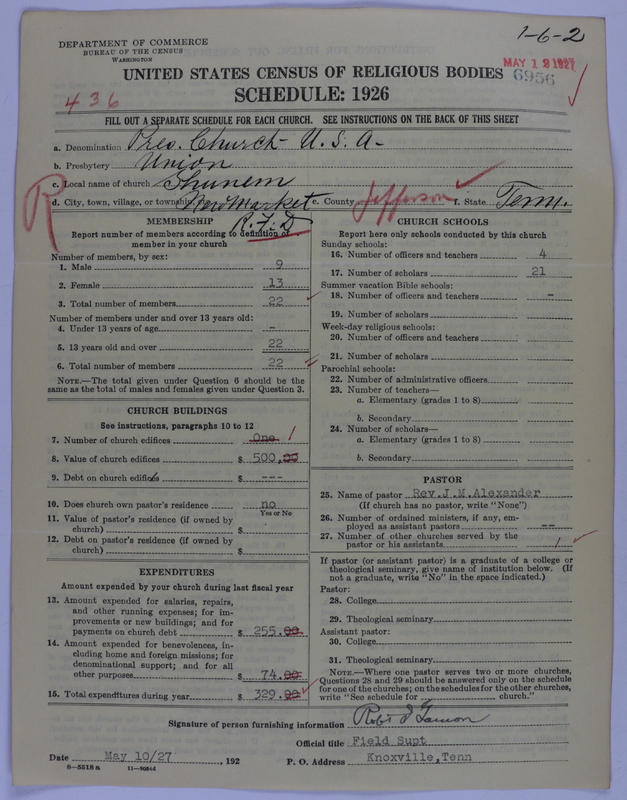 1-6-2
DEPARTMENT OF COMMERCE
BUREAU OF THE CENSUS
WASHINGTON
MAY 12 1927
6956
UNITED STATES CENSUS OF RELIGIOUS BODIES
436
SCHEDULE: 1926
FILL OUT A SEPARATE SCHEDULE FOR EACH CHURCH. SEE INSTRUCTIONS ON THE BACK OF THIS SHEET
a. Denomination Pres. Church - U.S.A-
b. Presbytery Union
c. Local name of church Shunem
R
d. City, town, village, or township New Market e. County Jefferson f. State Tenn.
R.F.D
MEMBERSHIP
Report number of members according to definition of member in your church
Number of members, by sex:
1. Male 9
2. Female 13
3. Total number of members 22
Number of members under and over 13 years old:
4. Under 13 years of age -
5. 13 years old and over 22
6. Total number of members 22
NOTE.—The total given under Question 6 should be the
same as the total of males and females given under Question 3.
CHURCH BUILDINGS
See instructions, paragraphs 10 to 12
7. Number of church edifices One 1
8. Value of church edifices $ 500,00
9. Debt on church edifices $ ---
10. Does church own pastor's residence no
Yes or No
11. Value of pastor's residence (if owned by
church) $
12. Debt on pastor's residence (if owned by
church) $
EXPENDITURES
Amount expended by your church during last fiscal year
13. Amount expended for salaries, repairs,
and other running expenses; for im-
provements or new buildings; and for
payments on church debt $ 255.00
14. Amount expended for benevolences, in-
cluding home and foreign missions; for
denominational support; and for all
other purposes $ 74.00
15. Total expenditures during year $ 329.00
CHURCH SCHOOLS
Report here only schools conducted by this church
Sunday schools:
16. Number of officers and teachers 4
17. Number of scholars 21
Summer vacation Bible schools:
18. Number of officers and teachers -
19. Number of scholars
Week-day religious schools:
20. Number of officers and teachers
21. Number of scholars
Parochial schools:
22. Number of administrative officers
23. Number of teachers—
a. Elementary (grades 1 to 8)
b. Secondary
24. Number of scholars—
a. Elementary (grades 1 to 8)
b. Secondary
PASTOR
25. Name of pastor Rev.J.M.Alexander
(If church has no pastor, write "None")
26. Number of ordained ministers, if any, em-
ployed as assistant pastors --
27. Number of other churches served by the
pastor or his assistants 1
If pastor (or assistant pastor) is a graduate of a college or
theological seminary, give name of institution below. (If
not a graduate, write "No" in the space indicated.)
Pastor:
28. College
29. Theological seminary
Assistant pastor:
30. College
31. Theological seminary
NOTE.—Where one pastor serves two or more churches,
Questions 28 and 29 should be answered only on the schedule
for one of the churches; on the schedules for the other churches,
write "See schedule for church."
Signature of person furnishing information Robt I Gamon
Official title Field Supt
Date May 10/27 , 192 P. O. Address Knoxville,Tenn